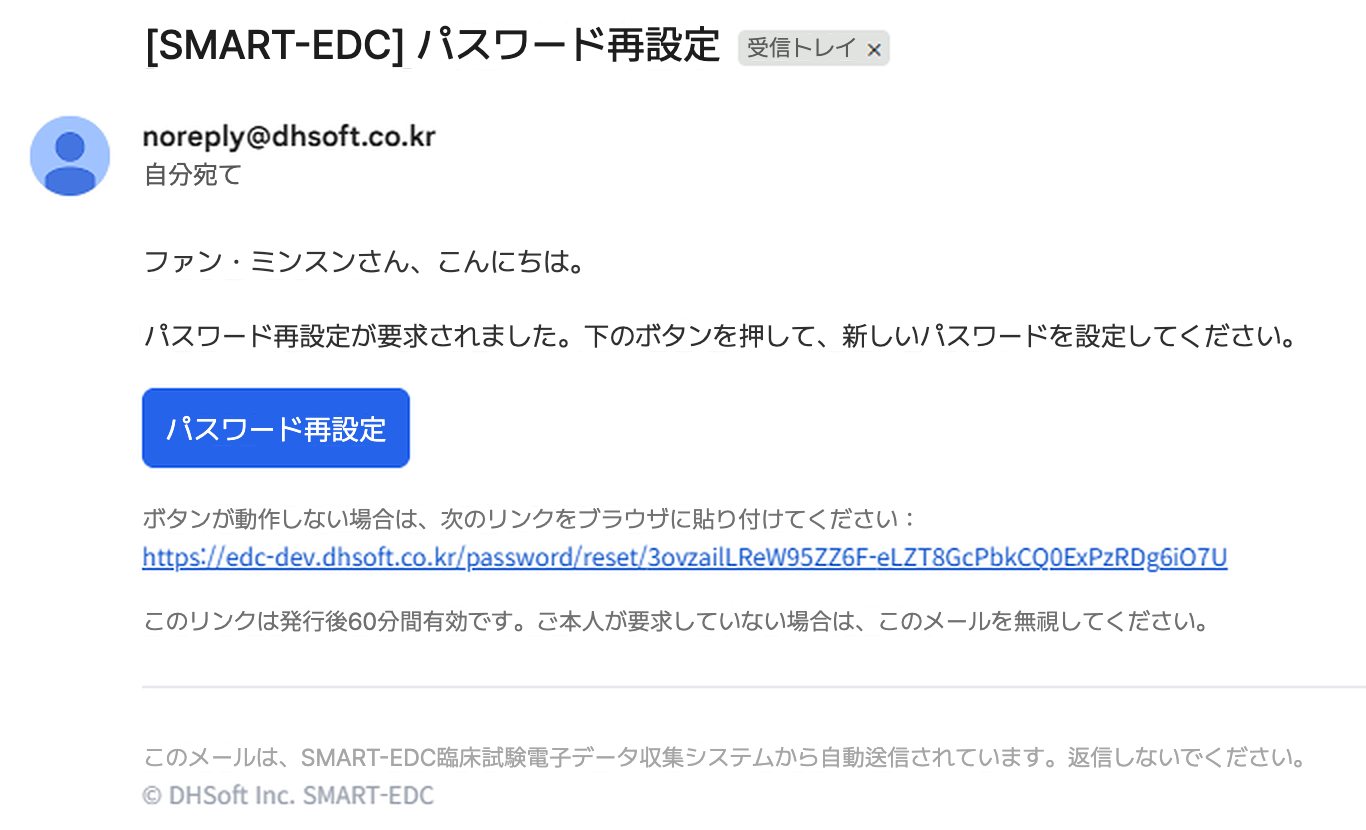 [SMART-EDC] パスワード再設定 受信トレイ ×
noreply@dhsoft.co.kr
自分宛て
ファン・ミンスンさん、こんにちは。
パスワード再設定が要求されました。下のボタンを押して、新しいパスワードを設定してください。
パスワード再設定
ボタンが動作しない場合は、次のリンクをブラウザに貼り付けてください：
https://edc-dev.dhsoft.co.kr/password/reset/3ovzailLReW95ZZ6F-eLZT8GcPbkCQ0ExPzRDg6iO7U
このリンクは発行後60分間有効です。ご本人が要求していない場合は、このメールを無視してください。
このメールは、SMART-EDC臨床試験電子データ収集システムから自動送信されています。返信しないでください。
© DHSoft Inc. SMART-EDC